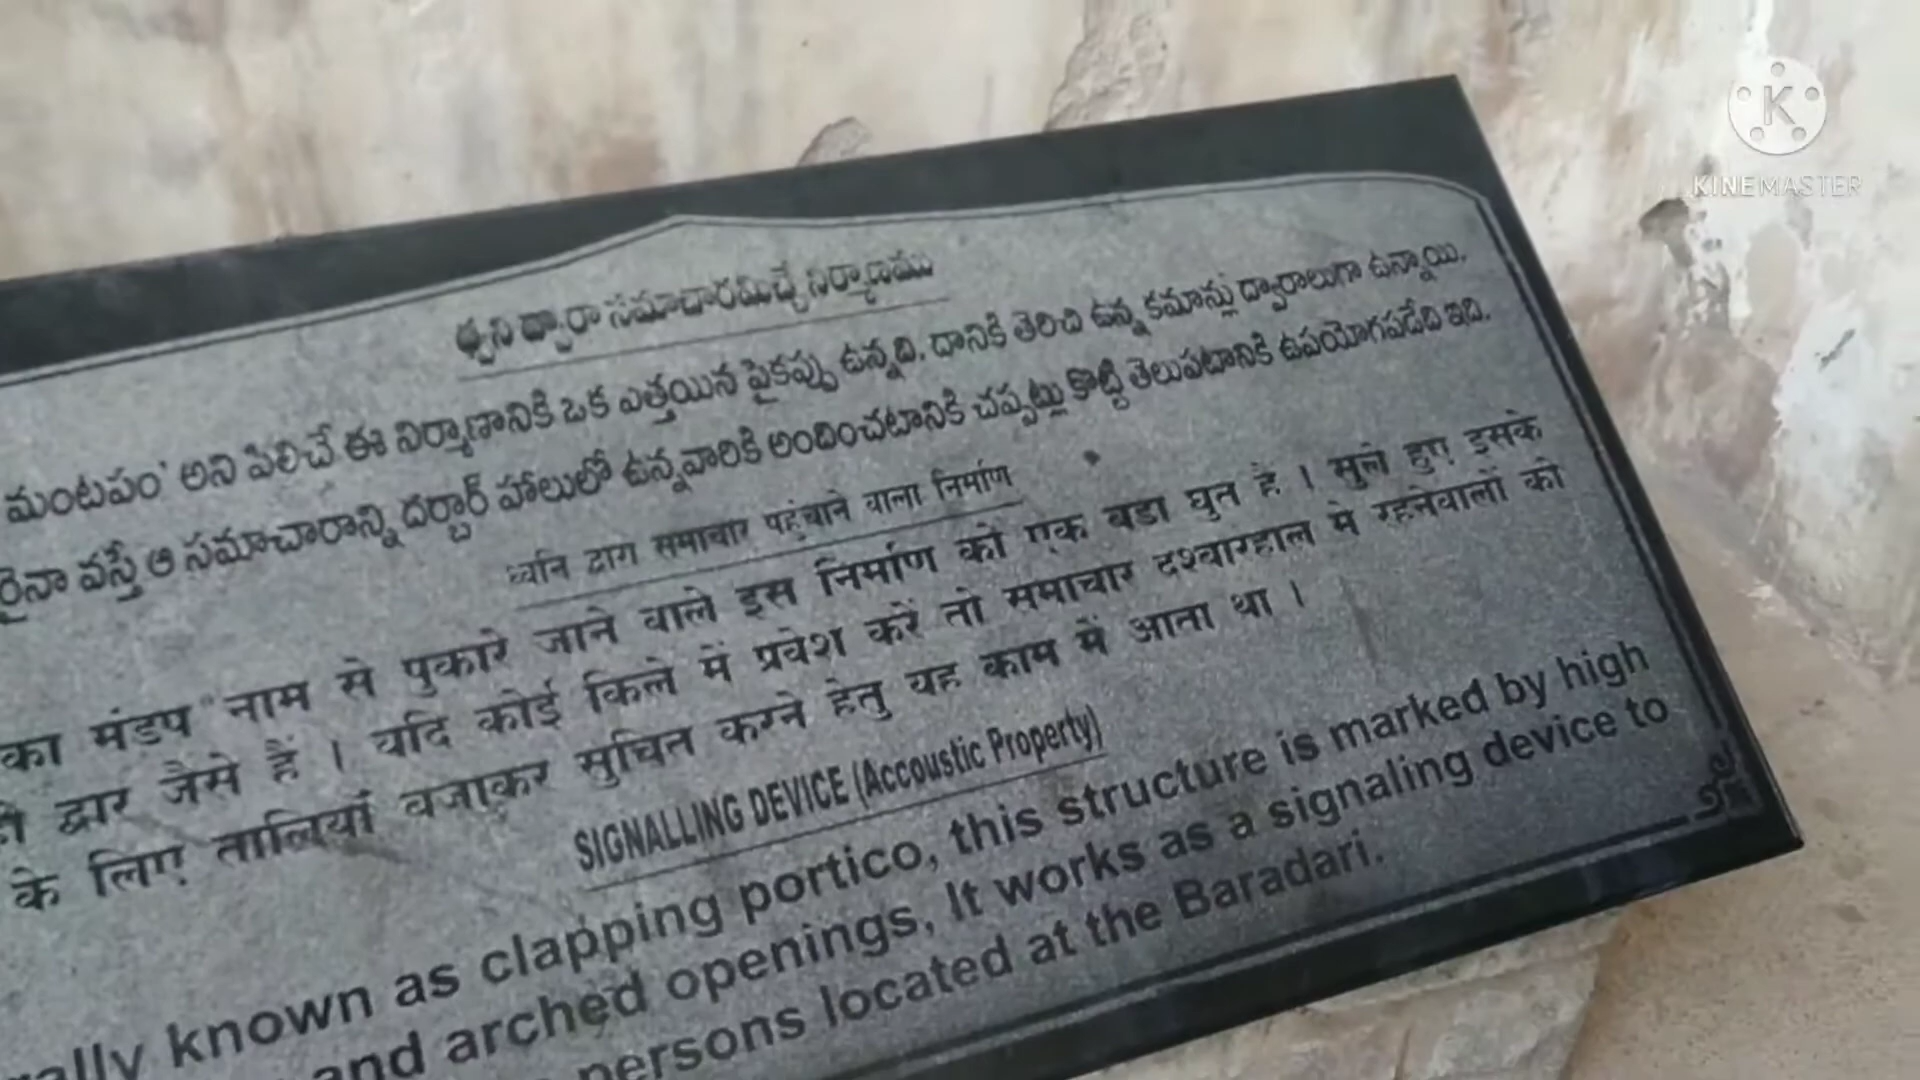 ధ్వని ద్వారా సమాచారమిచ్చే నిర్మాణము
మంటపం' అని పిలిచే ఈ నిర్మాణానికి ఒక ఎత్తయిన పైకప్పు ఉన్నది. దానికి తెరిచి ఉన్న కమాన్లు ద్వారాలుగా ఉన్నాయి.
వస్తే ఆ సమాచారాన్ని దర్బార్ హాలులో ఉన్నవారికి అందించటానికి చప్పట్లు కొట్టి తెలుపటానికి ఉపయోగపడేది ఇది.
ध्वनि द्वारा समाचार पहुंचाने वाला निर्माण
का मंडप" नाम से पुकारे जाने वाले इस निर्माण को एक बडा घुत है । सुले हुए इसके
द्वार जैसे हैं । यदि कोई किले में प्रवेश करें तो समाचार दश्वारहाल मे रहनेवालों को
के लिए तालियां वजाकर सुचित करने हेतु यह काम में आता था ।
SIGNALLING DEVICE (Accoustic Property)
known as clapping portico, this structure is marked by high
and arched openings, It works as a signaling device to
persons located at the Baradari.
KINEMASTER